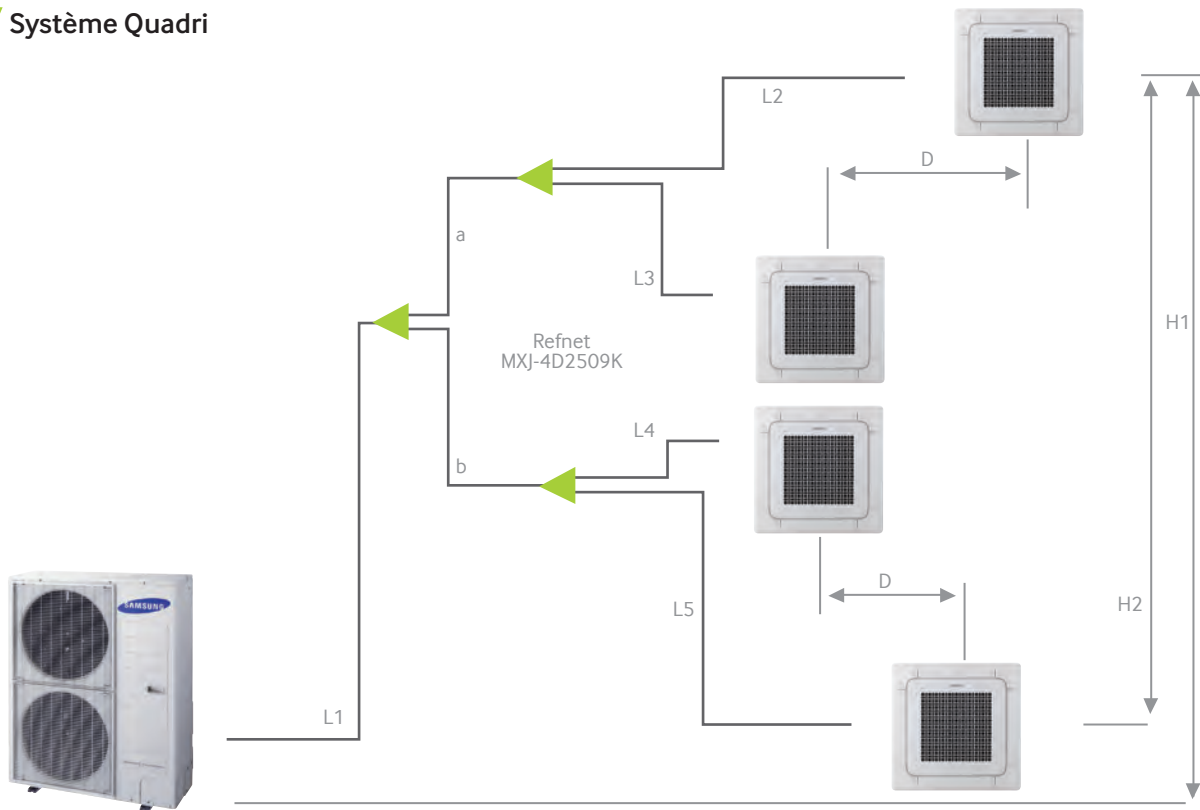 Système Quadri
L2
D
a
L3
H1
Refnet
MXJ-4D2509K
L4
b
D
L5
H2
SAMSUNG
L1